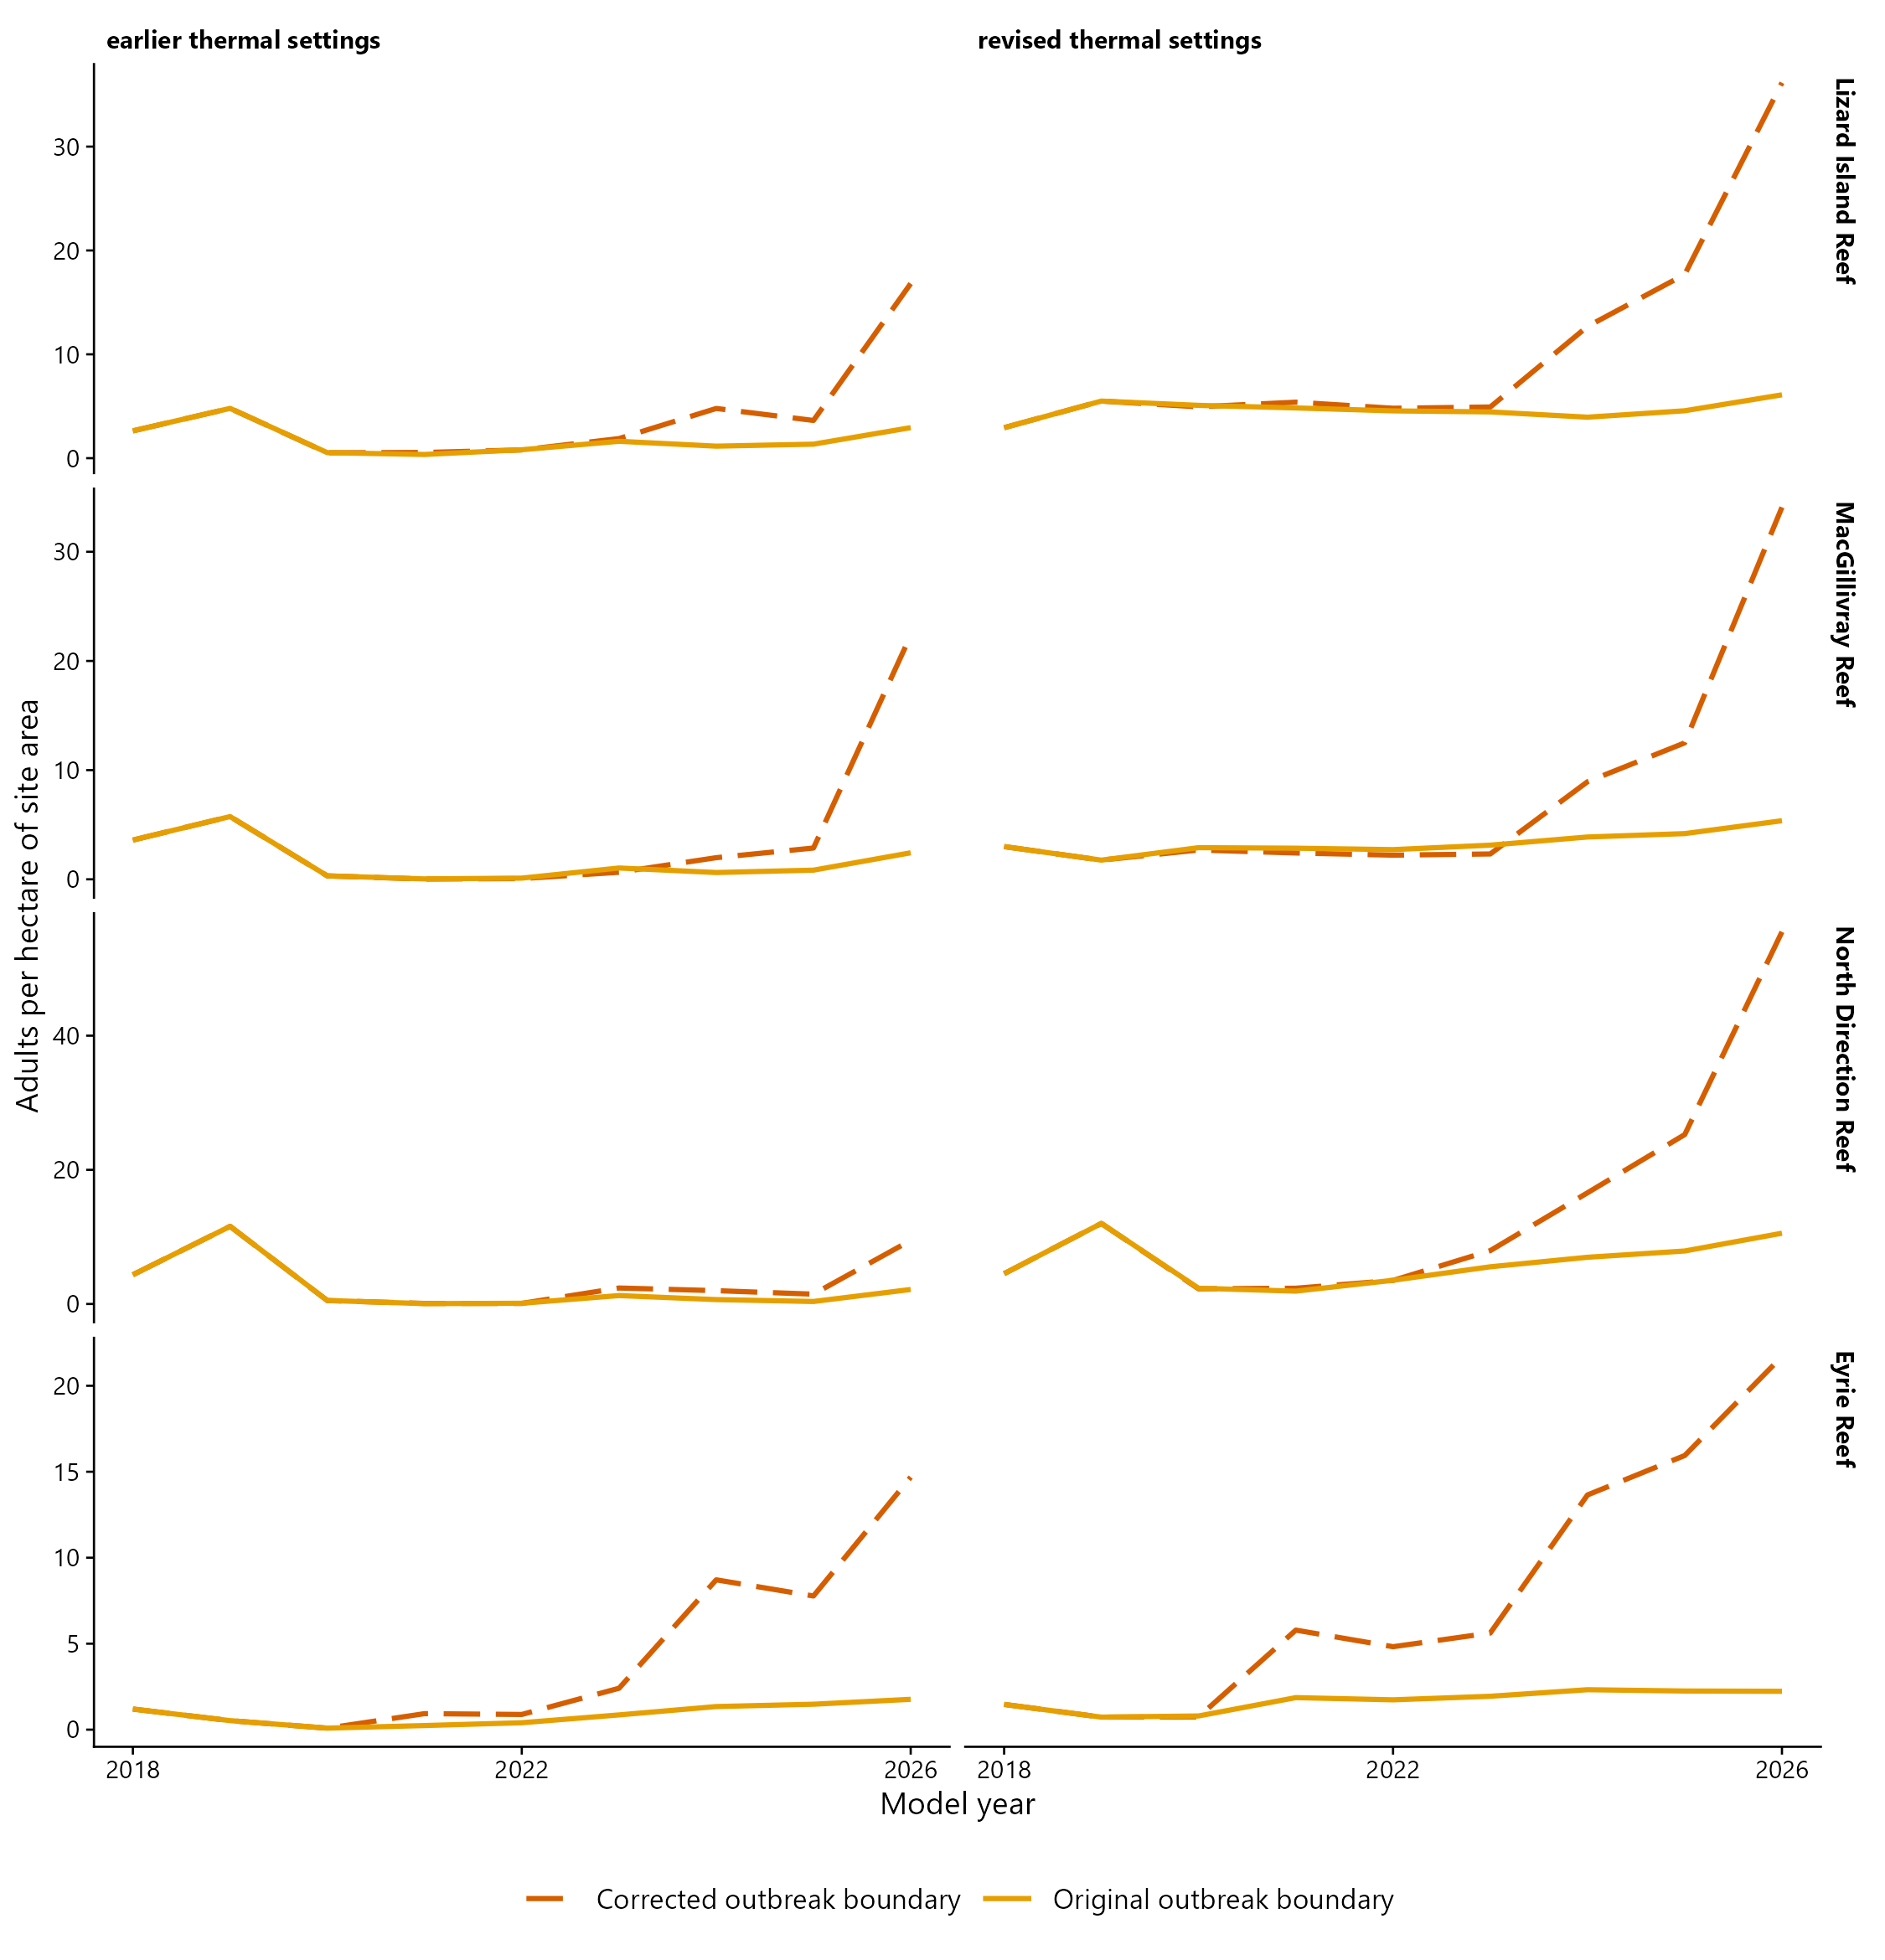 earlier thermal settings
revised thermal settings
Adults per hectare of site area
30
20
10
0
Lizard Island Reef
30
20
10
0
MacGillivray Reef
40
20
0
North Direction Reef
20
15
10
5
0
Eyrie Reef
2018 2022 2026 2018 2022 2026
Model year
Corrected outbreak boundary Original outbreak boundary